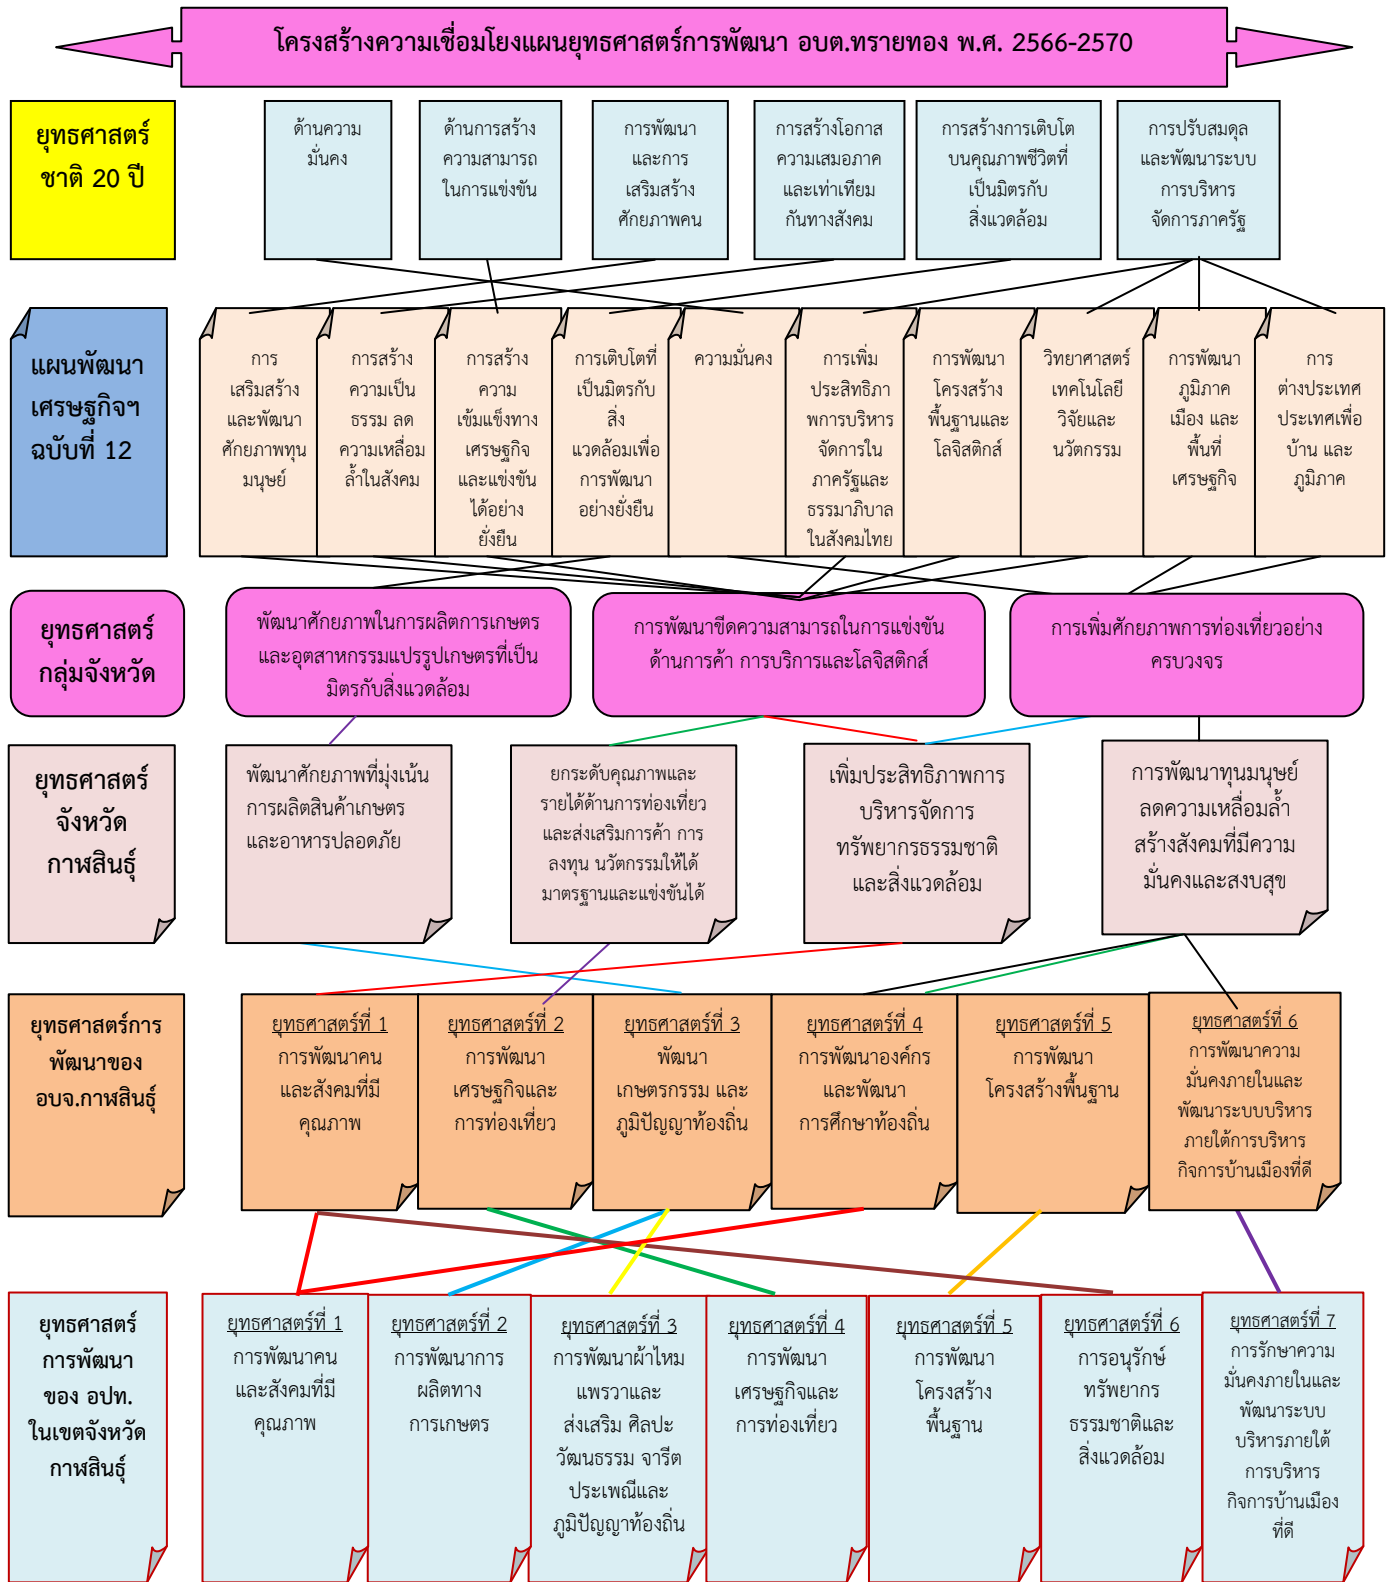 โครงสร้างความเชื่อมโยงแผนยุทธศาสตร์การพัฒนา อบต.ทรายทอง พ.ศ. 2566-2570
ยุทธศาสตร์
ชาติ 20 ปี
ด้านความ
มั่นคง
ด้านการสร้าง
ความสามารถ
ในการแข่งขัน
การพัฒนา
และการ
เสริมสร้าง
ศักยภาพคน
การสร้างโอกาส
ความเสมอภาค
และเท่าเทียม
กันทางสังคม
การสร้างการเติบโต
บนคุณภาพชีวิตที่
เป็นมิตรกับ
สิ่งแวดล้อม
การปรับสมดุล
และพัฒนาระบบ
การบริหาร
จัดการภาครัฐ
แผนพัฒนา
เศรษฐกิจฯ
ฉบับที่ 12
การ
เสริมสร้าง
และพัฒนา
ศักยภาพทุน
มนุษย์
การสร้าง
ความเป็น
ธรรม ลด
ความเหลื่อม
ล้ำในสังคม
การสร้าง
ความ
เข้มแข็งทาง
เศรษฐกิจ
และแข่งขัน
ได้อย่าง
ยั่งยืน
การเติบโตที่
เป็นมิตรกับ
สิ่ง
แวดล้อมเพื่อ
การพัฒนา
อย่างยั่งยืน
ความมั่นคง
การเพิ่ม
ประสิทธิภา
พการบริหาร
จัดการใน
ภาครัฐและ
ธรรมาภิบาล
ในสังคมไทย
การพัฒนา
โครงสร้าง
พื้นฐานและ
โลจิสติกส์
วิทยาศาสตร์
เทคโนโลยี
วิจัยและ
นวัตกรรม
การพัฒนา
ภูมิภาค
เมือง และ
พื้นที่
เศรษฐกิจ
การ
ต่างประเทศ
ประเทศเพื่อ
บ้าน และ
ภูมิภาค
ยุทธศาสตร์
กลุ่มจังหวัด
พัฒนาศักยภาพในการผลิตการเกษตร
และอุตสาหกรรมแปรรูปเกษตรที่เป็น
มิตรกับสิ่งแวดล้อม
การพัฒนาขีดความสามารถในการแข่งขัน
ด้านการค้า การบริการและโลจิสติกส์
การเพิ่มศักยภาพการท่องเที่ยวอย่าง
ครบวงจร
ยุทธศาสตร์
จังหวัด
กาฬสินธุ์
พัฒนาศักยภาพที่มุ่งเน้น
การผลิตสินค้าเกษตร
และอาหารปลอดภัย
ยกระดับคุณภาพและ
รายได้ด้านการท่องเที่ยว
และส่งเสริมการค้า การ
ลงทุน นวัตกรรมให้ได้
มาตรฐานและแข่งขันได้
เพิ่มประสิทธิภาพการ
บริหารจัดการ
ทรัพยากรธรรมชาติ
และสิ่งแวดล้อม
การพัฒนาทุนมนุษย์
ลดความเหลื่อมล้ำ
สร้างสังคมที่มีความ
มั่นคงและสงบสุข
ยุทธศาสตร์การ
พัฒนาของ
อบจ.กาฬสินธุ์
ยุทธศาสตร์ที่ 1
การพัฒนาคน
และสังคมที่มี
คุณภาพ
ยุทธศาสตร์ที่ 2
การพัฒนา
เศรษฐกิจและ
การท่องเที่ยว
ยุทธศาสตร์ที่ 3
พัฒนา
เกษตรกรรม และ
ภูมิปัญญาท้องถิ่น
ยุทธศาสตร์ที่ 4
การพัฒนาองค์กร
และพัฒนา
การศึกษาท้องถิ่น
ยุทธศาสตร์ที่ 5
การพัฒนา
โครงสร้างพื้นฐาน
ยุทธศาสตร์ที่ 6
การพัฒนาความ
มั่นคงภายในและ
พัฒนาระบบบริหาร
ภายใต้การบริหาร
กิจการบ้านเมืองที่ดี
ยุทธศาสตร์
การพัฒนา
ของ อปท.
ในเขตจังหวัด
กาฬสินธุ์
ยุทธศาสตร์ที่ 1
การพัฒนาคน
และสังคมที่มี
คุณภาพ
ยุทธศาสตร์ที่ 2
การพัฒนาการ
ผลิตทาง
การเกษตร
ยุทธศาสตร์ที่ 3
การพัฒนาผ้าไหม
แพรวาและ
ส่งเสริม ศิลปะ
วัฒนธรรม จารีต
ประเพณีและ
ภูมิปัญญาท้องถิ่น
ยุทธศาสตร์ที่ 4
การพัฒนา
เศรษฐกิจและ
การท่องเที่ยว
ยุทธศาสตร์ที่ 5
การพัฒนา
โครงสร้าง
พื้นฐาน
ยุทธศาสตร์ที่ 6
การอนุรักษ์
ทรัพยากร
ธรรมชาติและ
สิ่งแวดล้อม
ยุทธศาสตร์ที่ 7
การรักษาความ
มั่นคงภายในและ
พัฒนาระบบ
บริหารภายใต้
การบริหาร
กิจการบ้านเมือง
ที่ดี